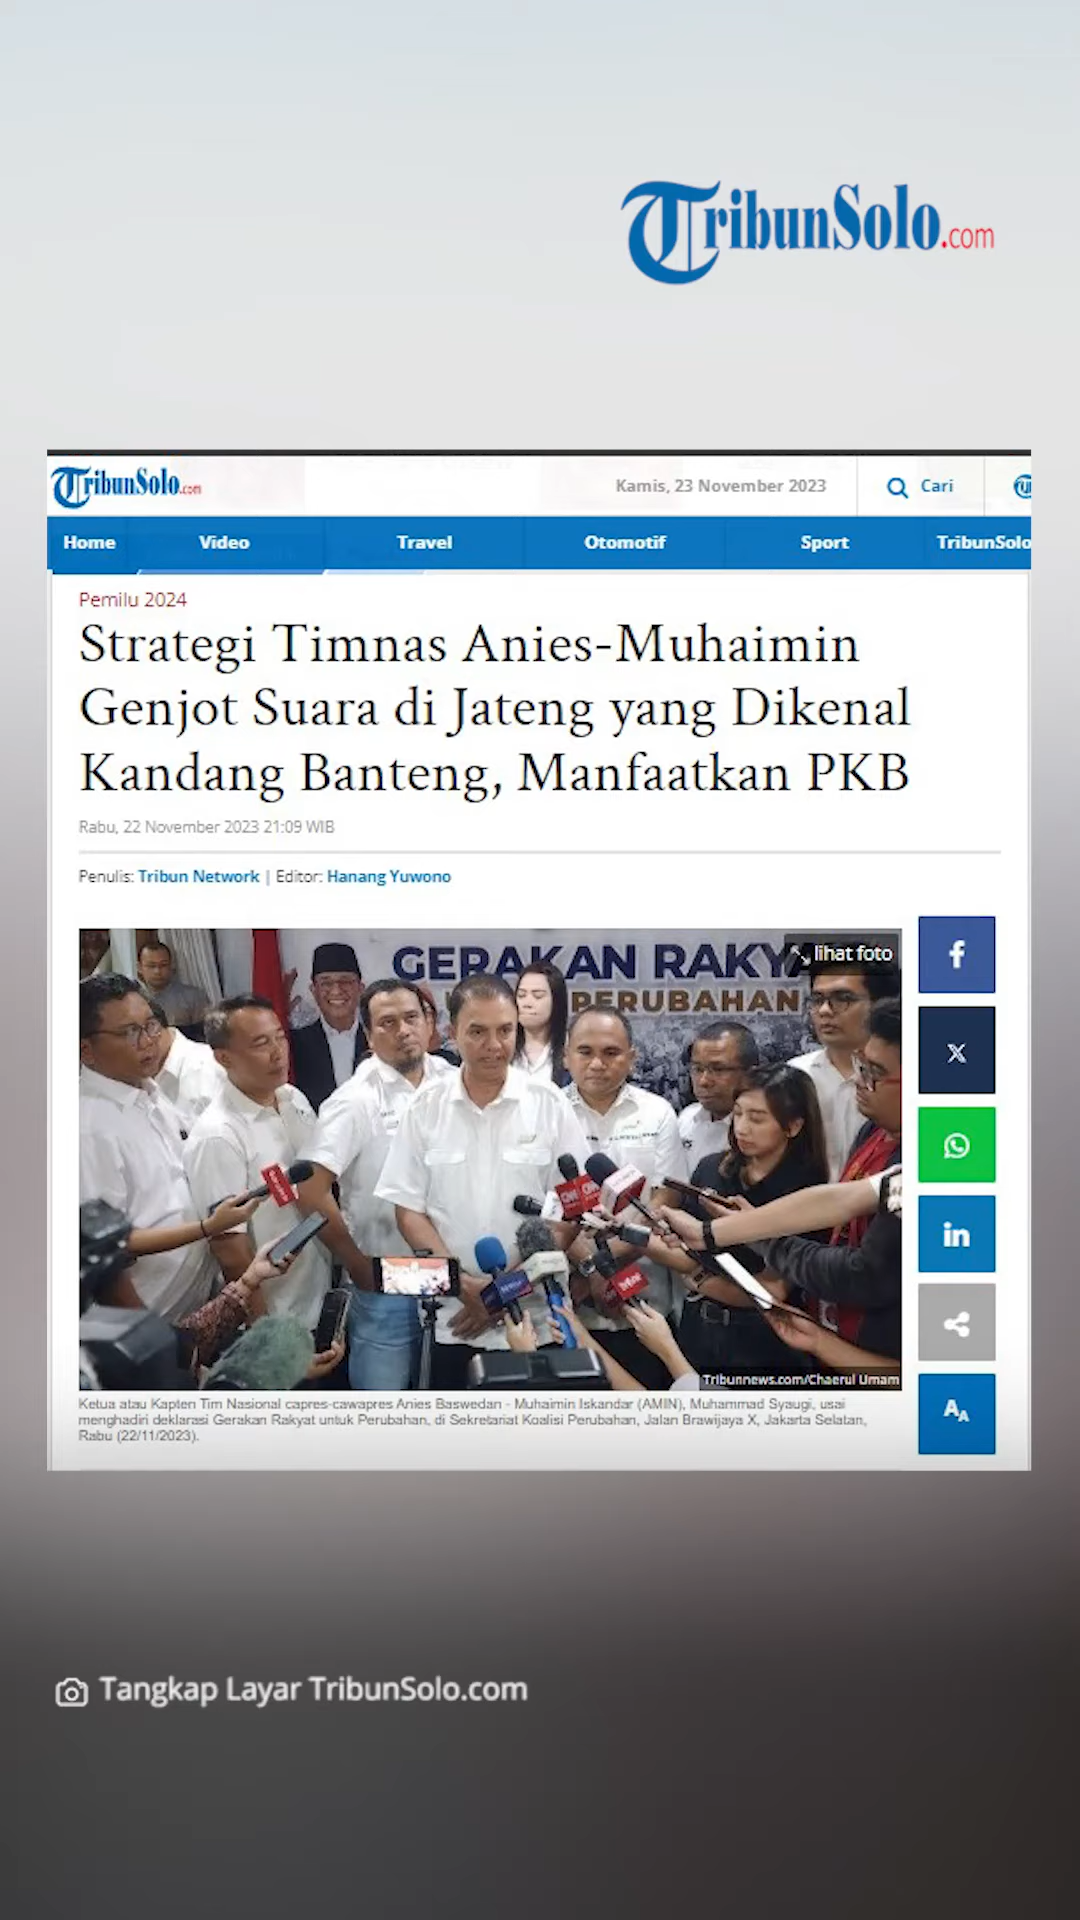 TribunSolo.com
TribunSolo.com
Kamis, 23 November 2023
Cari
Home
Video
Travel
Otomotif
Sport
TribunSolo
Pemilu 2024
Strategi Timnas Anies-Muhaimin
Genjot Suara di Jateng yang Dikenal
Kandang Banteng, Manfaatkan PKB
Rabu, 22 November 2023 21:09 WIB
Penulis: Tribun Network | Editor: Hanang Yuwono
lihat foto
GERAKAN RAKY
PERUBAHAN
CNN
Tribunnews.com/Chaerul Umam
Ketua atau Kapten Tim Nasional capres-cawapres Anies Baswedan - Muhaimin Iskandar (AMIN), Muhammad Syaugi, usai
menghadiri deklarasi Gerakan Rakyat untuk Perubahan, di Sekretariat Koalisi Perubahan, Jalan Brawijaya X, Jakarta Selatan,
Rabu (22/11/2023).
f
X
in
AA
Tangkap Layar TribunSolo.com